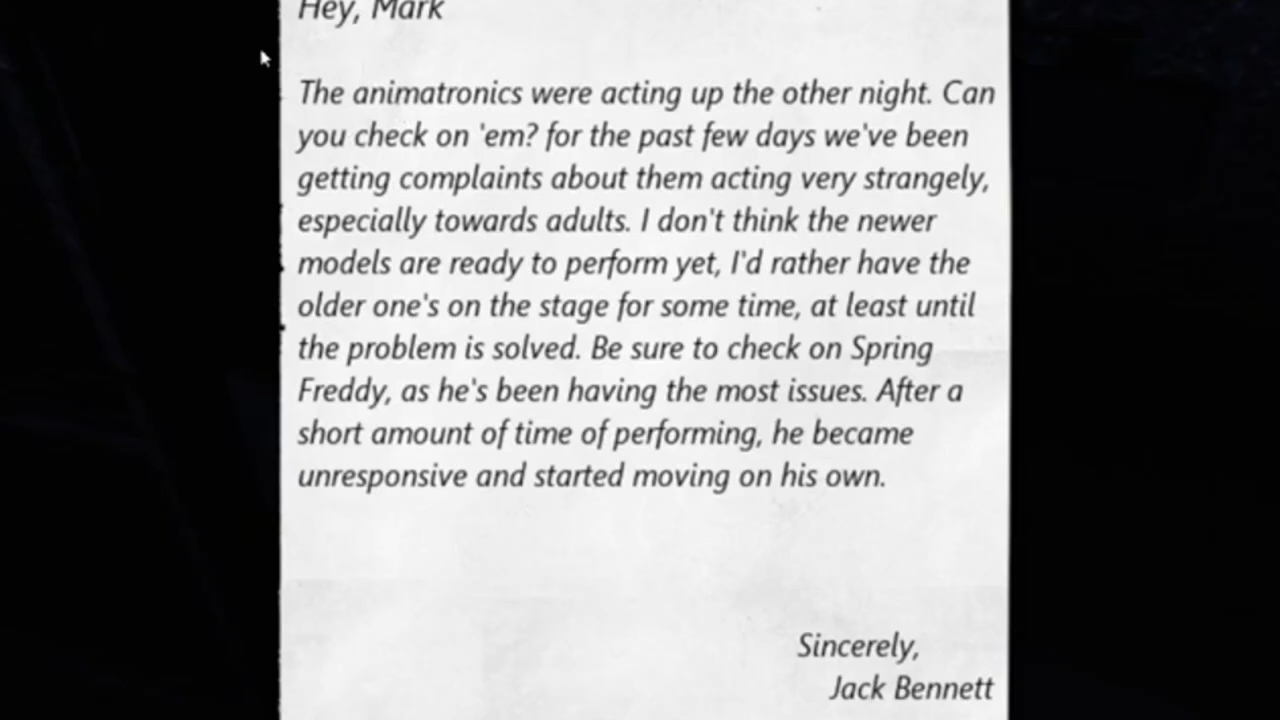 Hey, Mark
The animatronics were acting up the other night. Can
you check on 'em? for the past few days we've been
getting complaints about them acting very strangely,
especially towards adults. I don't think the newer
models are ready to perform yet, I'd rather have the
older one's on the stage for some time, at least until
the problem is solved. Be sure to check on Spring
Freddy, as he's been having the most issues. After a
short amount of time of performing, he became
unresponsive and started moving on his own.
Sincerely,
Jack Bennett